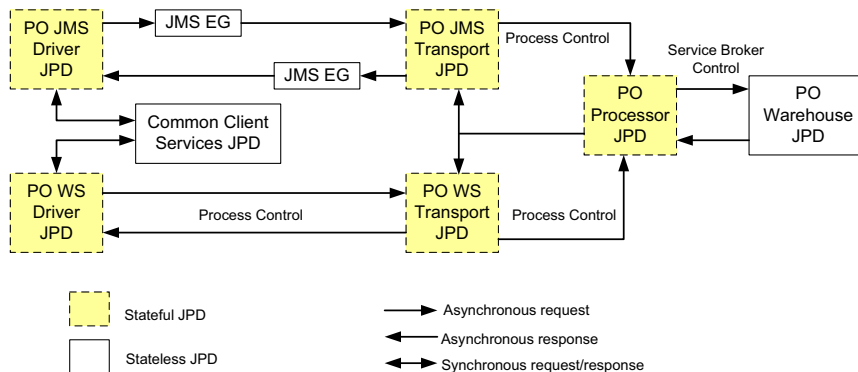 PO JMS
Driver
JPD
JMS EG
JMS EG
PO JMS
Transport
JPD
Process Control
PO
Processor
JPD
Service Broker
Control
PO
Warehouse
JPD
Common Client
Services JPD
PO WS
Driver
JPD
Process Control
PO WS
Transport
JPD
Process Control
Stateful JPD
Stateless JPD
Asynchronous request
Asynchronous response
Synchronous request/response